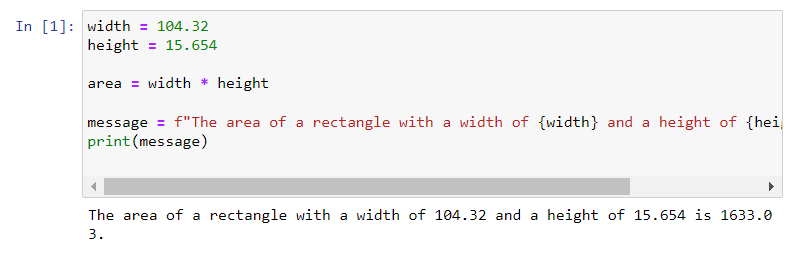 In [1]: width = 104.32
height = 15.654
area = width * height
message = f"The area of a rectangle with a width of {width} and a height of {hei
print(message)
The area of a rectangle with a width of 104.32 and a height of 15.654 is 1633.0
3.